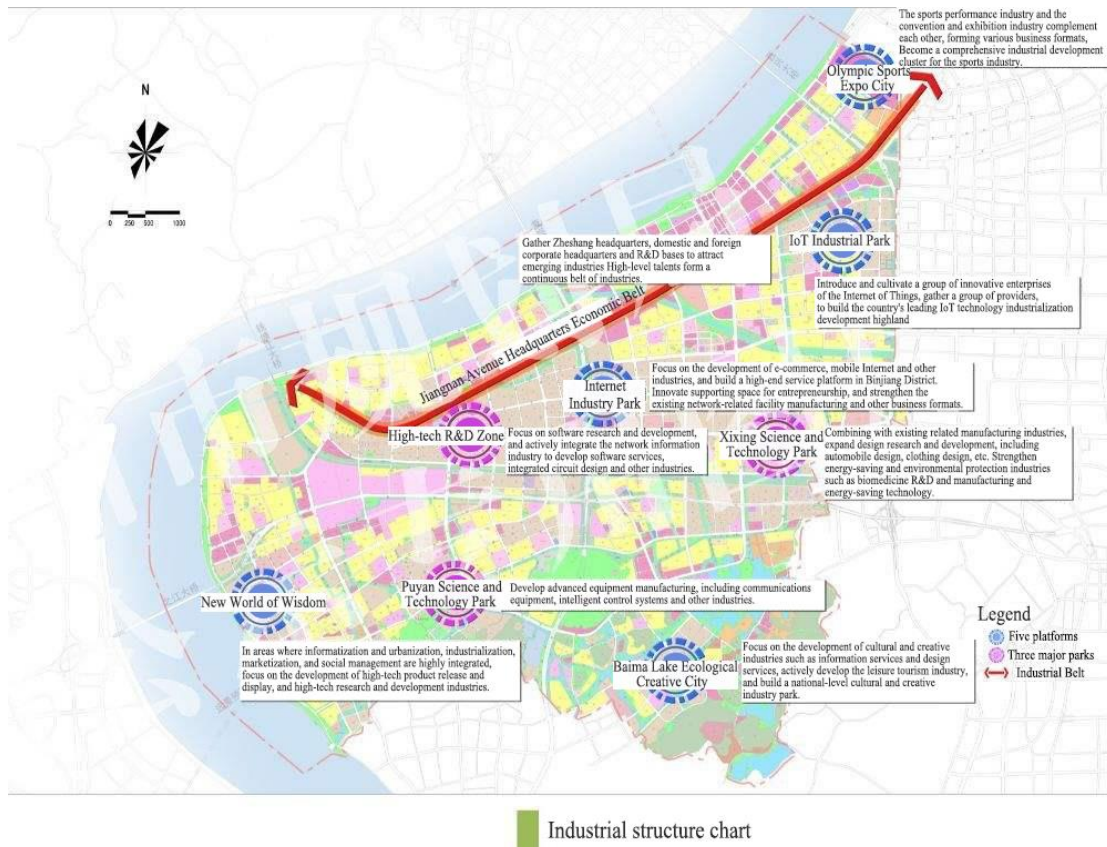 The sports performance industry and the
convention and exhibition industry complement
each other, forming various business formats,
Become a comprehensive industrial development
cluster for the sports industry.
Olympic Sports
Expo City
N
0 250 500 1000
IoT Industrial Park
Gather Zheshang headquarters, domestic and foreign
corporate headquarters and R&D bases to attract
emerging industries High-level talents form a
continuous belt of industries.
Introduce and cultivate a group of innovative enterprises
of the Internet of Things, gather a group of providers,
to build the country's leading IoT technology industrialization
development highland
Jiangnan Avenue Headquarters Economic Belt
Internet
Industry Park
Focus on the development of e-commerce, mobile Internet and other
industries, and build a high-end service platform in Binjiang District.
Innovate supporting space for entrepreneurship, and strengthen the
existing network-related facility manufacturing and other business formats.
High-tech R&D Zone
Focus on software research and development,
and actively integrate the network information
industry to develop software services,
integrated circuit design and other industries.
Xixing Science and
Technology Park
Combining with existing related manufacturing industries,
expand design research and development, including
automobile design, clothing design, etc. Strengthen
energy-saving and environmental protection industries
such as biomedicine R&D and manufacturing and
energy-saving technology.
New World of Wisdom
Puyan Science and
Technology Park
Develop advanced equipment manufacturing, including communications
equipment, intelligent control systems and other industries.
In areas where informatization and urbanization, industrialization,
marketization, and social management are highly integrated,
focus on the development of high-tech product release and
display, and high-tech research and development industries.
Baima Lake Ecological
Creative City
Focus on the development of cultural and creative
industries such as information services and design
services, actively develop the leisure tourism industry,
and build a national-level cultural and creative
industry park.
Legend
Five platforms
Three major parks
Industrial Belt
Industrial structure chart